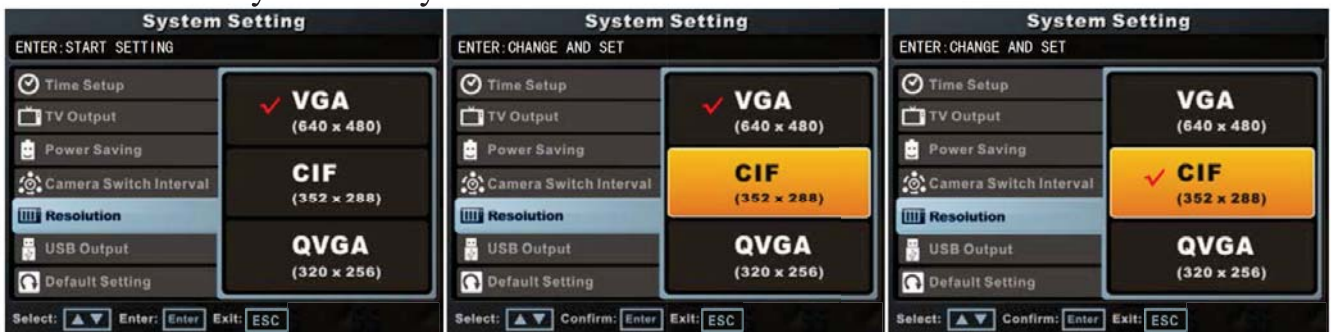 System Setting
ENTER:START SETTING
Time Setup
TV Output
Power Saving
Camera Switch Interval
Resolution
USB Output
Default Setting
VGA
(640 x 480)
CIF
(352 x 288)
QVGA
(320 x 256)
Select: ▲ ▼ Enter: Enter Exit: ESC
System Setting
ENTER:CHANGE AND SET
Time Setup
TV Output
Power Saving
Camera Switch Interval
Resolution
USB Output
Default Setting
VGA
(640 x 480)
CIF
(352 x 288)
QVGA
(320 x 256)
Select: ▲ ▼ Confirm: Enter Exit: ESC
System Setting
ENTER:CHANGE AND SET
Time Setup
TV Output
Power Saving
Camera Switch Interval
Resolution
USB Output
Default Setting
VGA
(640 x 480)
CIF
(352 x 288)
QVGA
(320 x 256)
Select: ▲ ▼ Confirm: Enter Exit: ESC